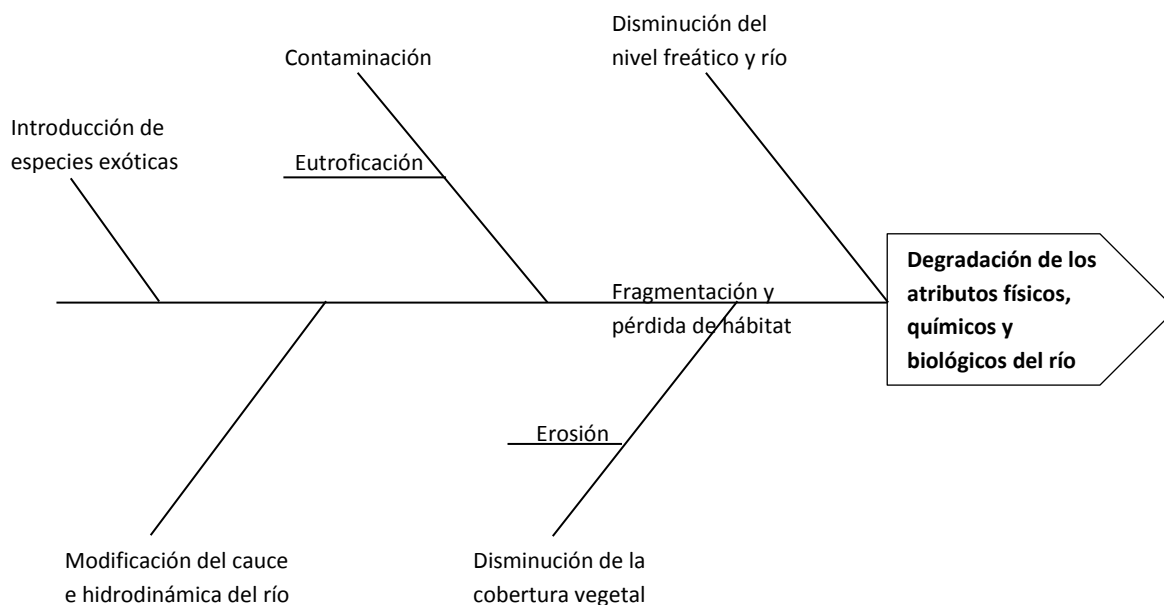 Disminución del
nivel freático y río
Contaminación
Introducción de
especies exóticas
Eutroficación
Degradación de los
atributos físicos,
químicos y
biológicos del río
Fragmentación y
pérdida de hábitat
Erosión
Modificación del cauce
e hidrodinámica del río
Disminución de la
cobertura vegetal